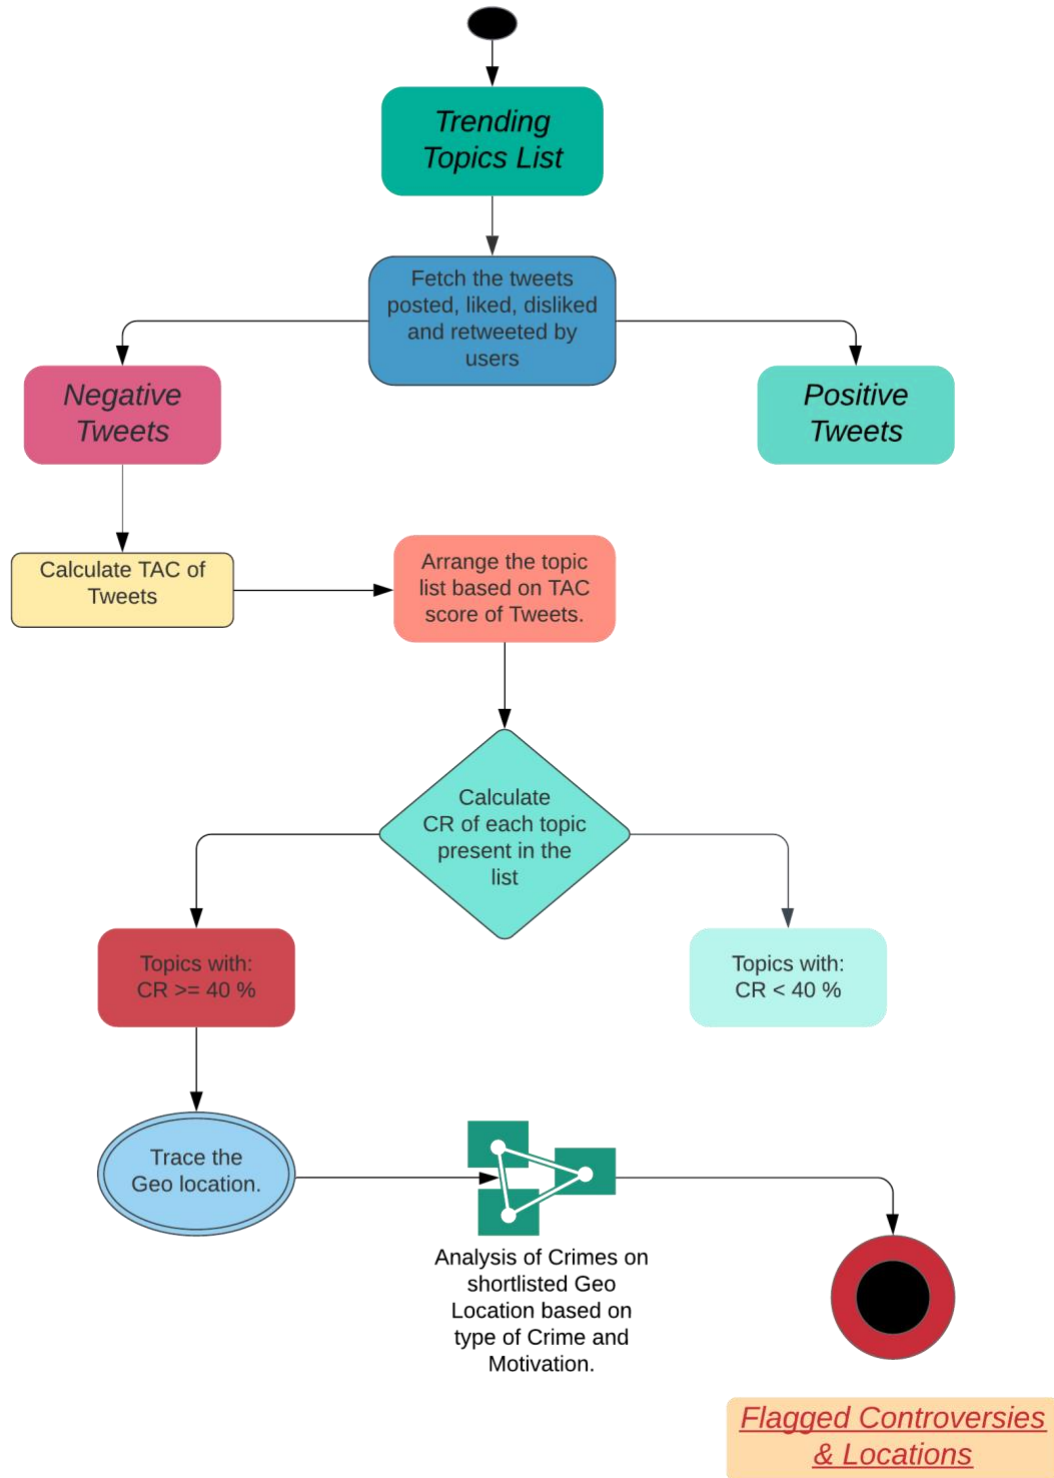 Trending
Topics List
Fetch the tweets
posted, liked, disliked
and retweeted by
users
Negative
Tweets
Positive
Tweets
Calculate TAC of
Tweets
Arrange the topic
list based on TAC
score of Tweets.
Calculate
CR of each topic
present in the
list
Topics with:
CR >= 40 %
Topics with:
CR < 40 %
Trace the
Geo location.
Analysis of Crimes on
shortlisted Geo
Location based on
type of Crime and
Motivation.
Flagged Controversies
& Locations